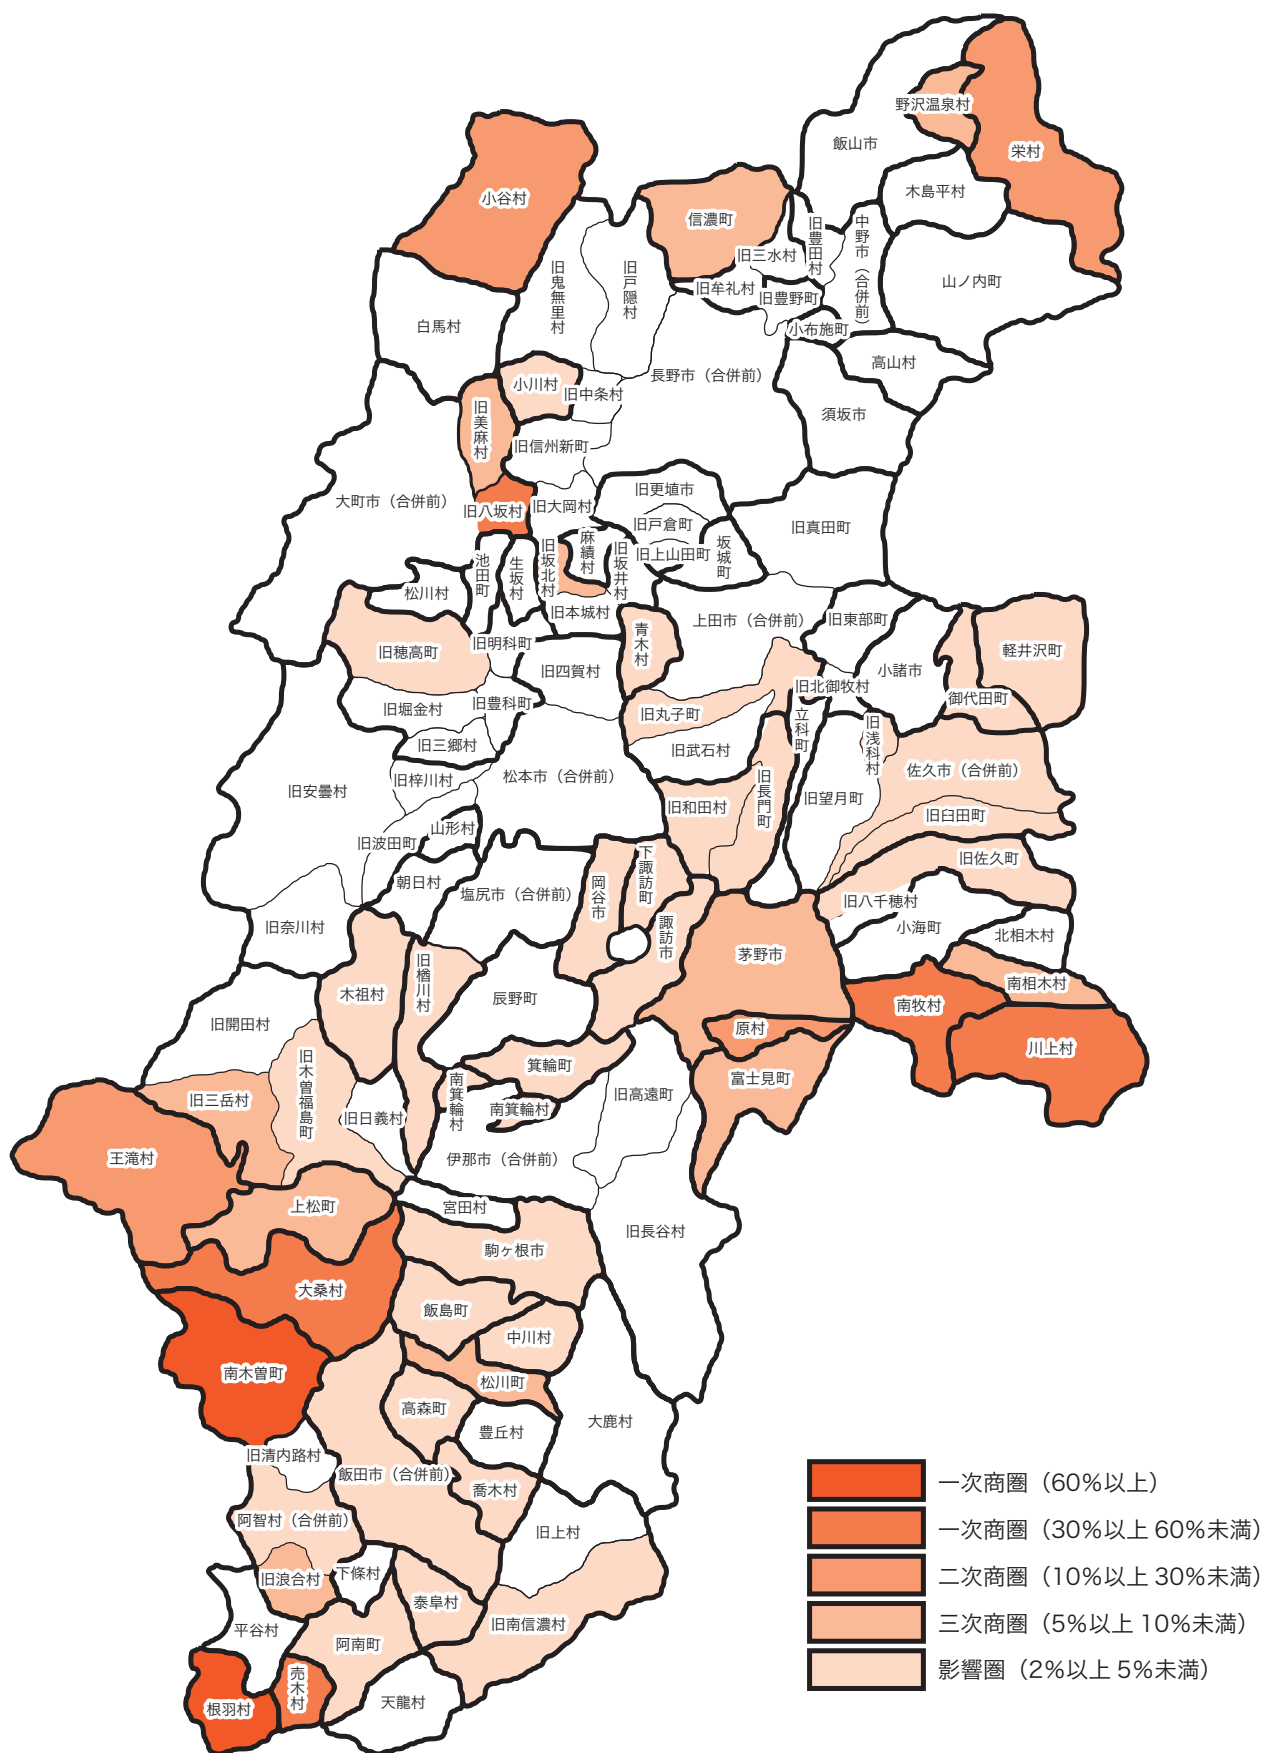 野沢温泉村
栄村
飯山市
木島平村
小谷村
信濃町
旧豊田村
中野市（合併前）
旧三水村
旧鬼無里村
旧戸隠村
旧牟礼村
旧豊野町
山ノ内町
白馬村
小布施町
高山村
長野市（合併前）
小川村
旧中条村
須坂市
旧美麻村
旧信州新町
旧更埴市
大町市（合併前）
旧八坂村
旧大岡村
旧戸倉町
旧真田町
池田町
生坂村
旧坂北村
麻績村
旧坂井村
旧上山田町
坂城町
松川村
旧本城村
青木村
上田市（合併前）
旧東部町
旧穂高町
旧明科町
旧四賀村
小諸市
軽井沢町
旧北御牧村
御代田町
旧堀金村
旧豊科町
旧丸子町
立科町
旧浅科村
旧三郷村
旧武石村
旧梓川村
松本市（合併前）
佐久市（合併前）
旧安曇村
旧和田村
旧長門町
旧望月町
旧臼田町
旧波田町
山形村
旧佐久町
朝日村
塩尻市（合併前）
岡谷市
下諏訪町
旧八千穂村
旧奈川村
小海町
北相木村
諏訪市
茅野市
木祖村
旧楢川村
辰野町
南相木村
南牧村
旧開田村
原村
川上村
旧木曽福島町
箕輪町
富士見町
旧三岳村
旧日義村
南箕輪村
南箕輪村
旧高遠町
王滝村
伊那市（合併前）
上松町
宮田村
旧長谷村
駒ヶ根市
大桑村
飯島町
中川村
南木曽町
松川町
高森町
豊丘村
大鹿村
旧清内路村
飯田市（合併前）
喬木村
阿智村（合併前）
旧上村
旧浪合村
下條村
泰阜村
平谷村
阿南町
旧南信濃村
売木村
根羽村
天龍村
一次商圏（60％以上）
一次商圏（30％以上 60％未満）
二次商圏（10％以上 30％未満）
三次商圏（5％以上 10％未満）
影響圏（2％以上 5％未満）